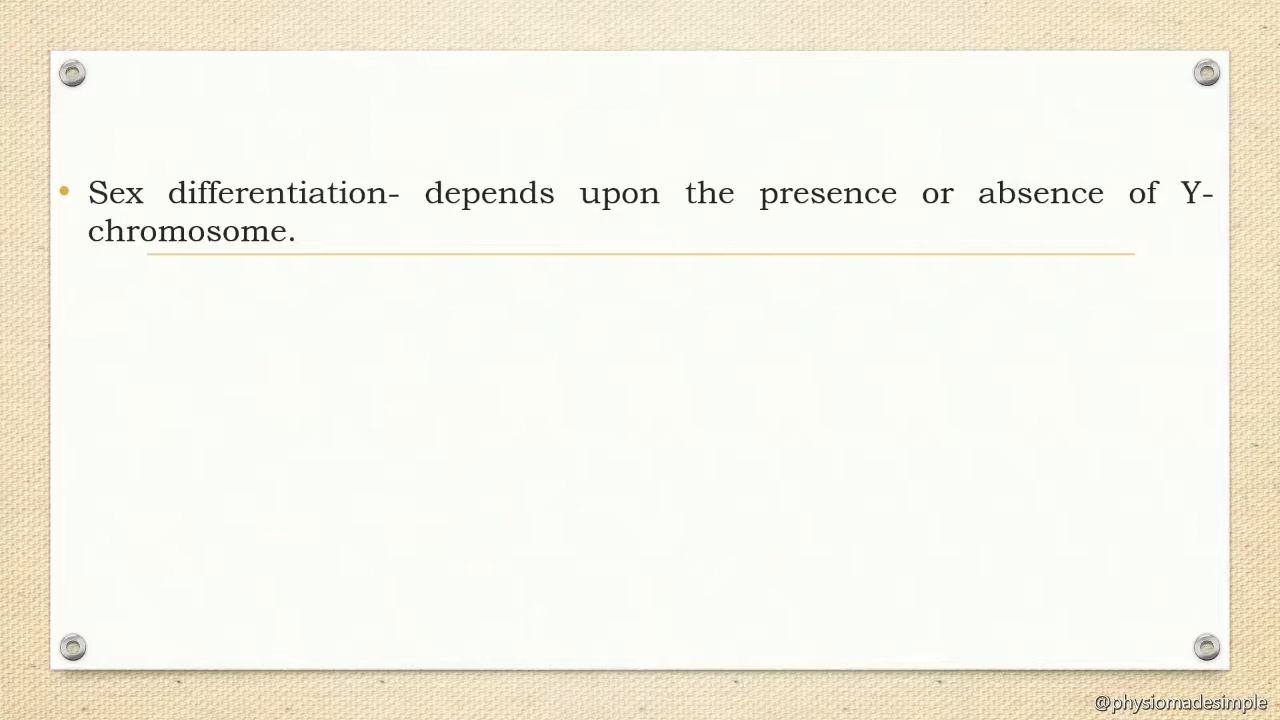 • Sex differentiation- depends upon the presence or absence of Y-
chromosome.
@physiomadesimple